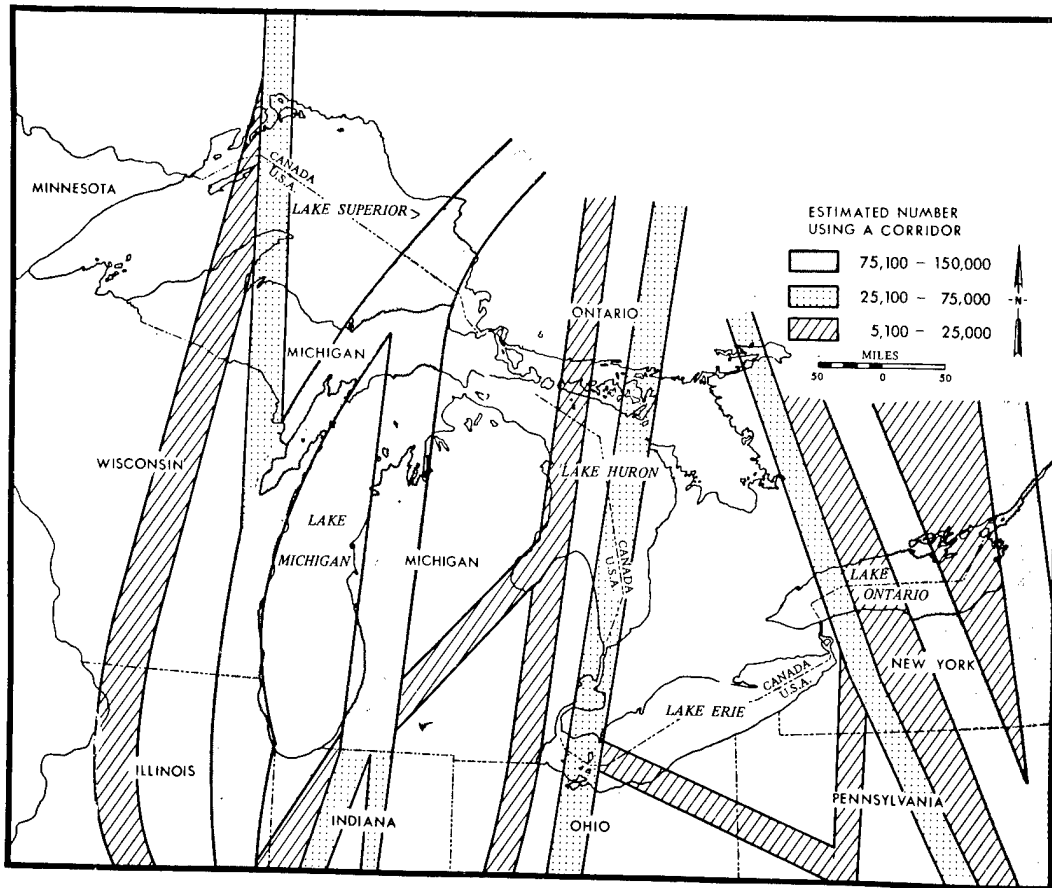 CANADA
U.S.A.
MINNESOTA
LAKE SUPERIOR
ESTIMATED NUMBER
USING A CORRIDOR
75,100 - 150,000
25,100 - 75,000
5,100 - 25,000
-N-
MILES
50 0 50
ONTARIO
MICHIGAN
WISCONSIN
LAKE HURON
LAKE
MICHIGAN
MICHIGAN
CANADA
U.S.A.
LAKE
ONTARIO
NEW YORK
CANADA
U.S.A.
LAKE ERIE
ILLINOIS
INDIANA
OHIO
PENNSYLVANIA